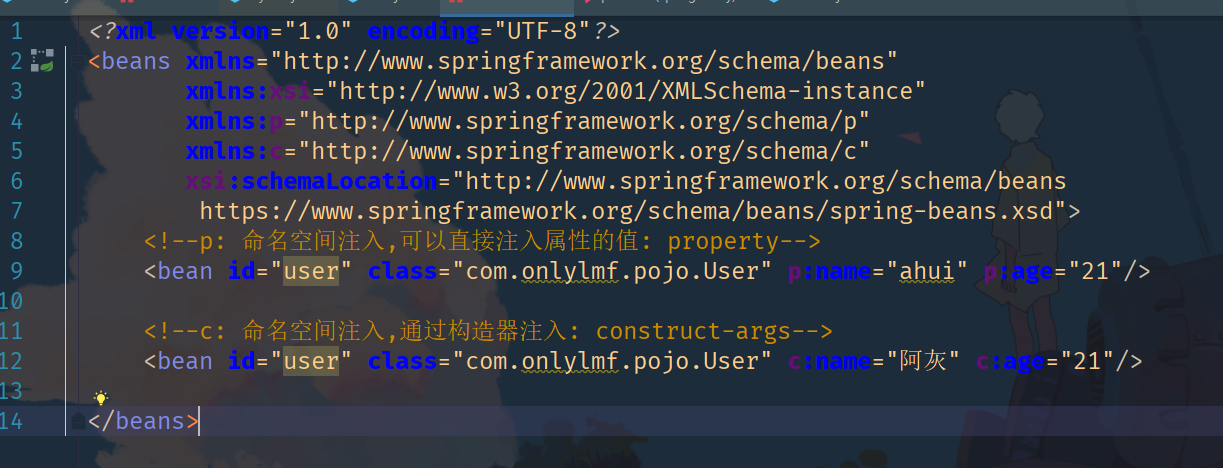 1 <?xml version="1.0" encoding="UTF-8"?>
2 <beans xmlns="http://www.springframework.org/schema/beans"
3 xmlns:xsi="http://www.w3.org/2001/XMLSchema-instance"
4 xmlns:p="http://www.springframework.org/schema/p"
5 xmlns:c="http://www.springframework.org/schema/c"
6 xsi:schemaLocation="http://www.springframework.org/schema/beans
7 https://www.springframework.org/schema/beans/spring-beans.xsd">
8 <!--p: 命名空间注入,可以直接注入属性的值: property-->
9 <bean id="user" class="com.onlylmf.pojo.User" p:name="ahui" p:age="21"/>
10
11 <!--c: 命名空间注入,通过构造器注入: construct-args-->
12 <bean id="user" class="com.onlylmf.pojo.User" c:name="阿灰" c:age="21"/>
13
14 </beans>